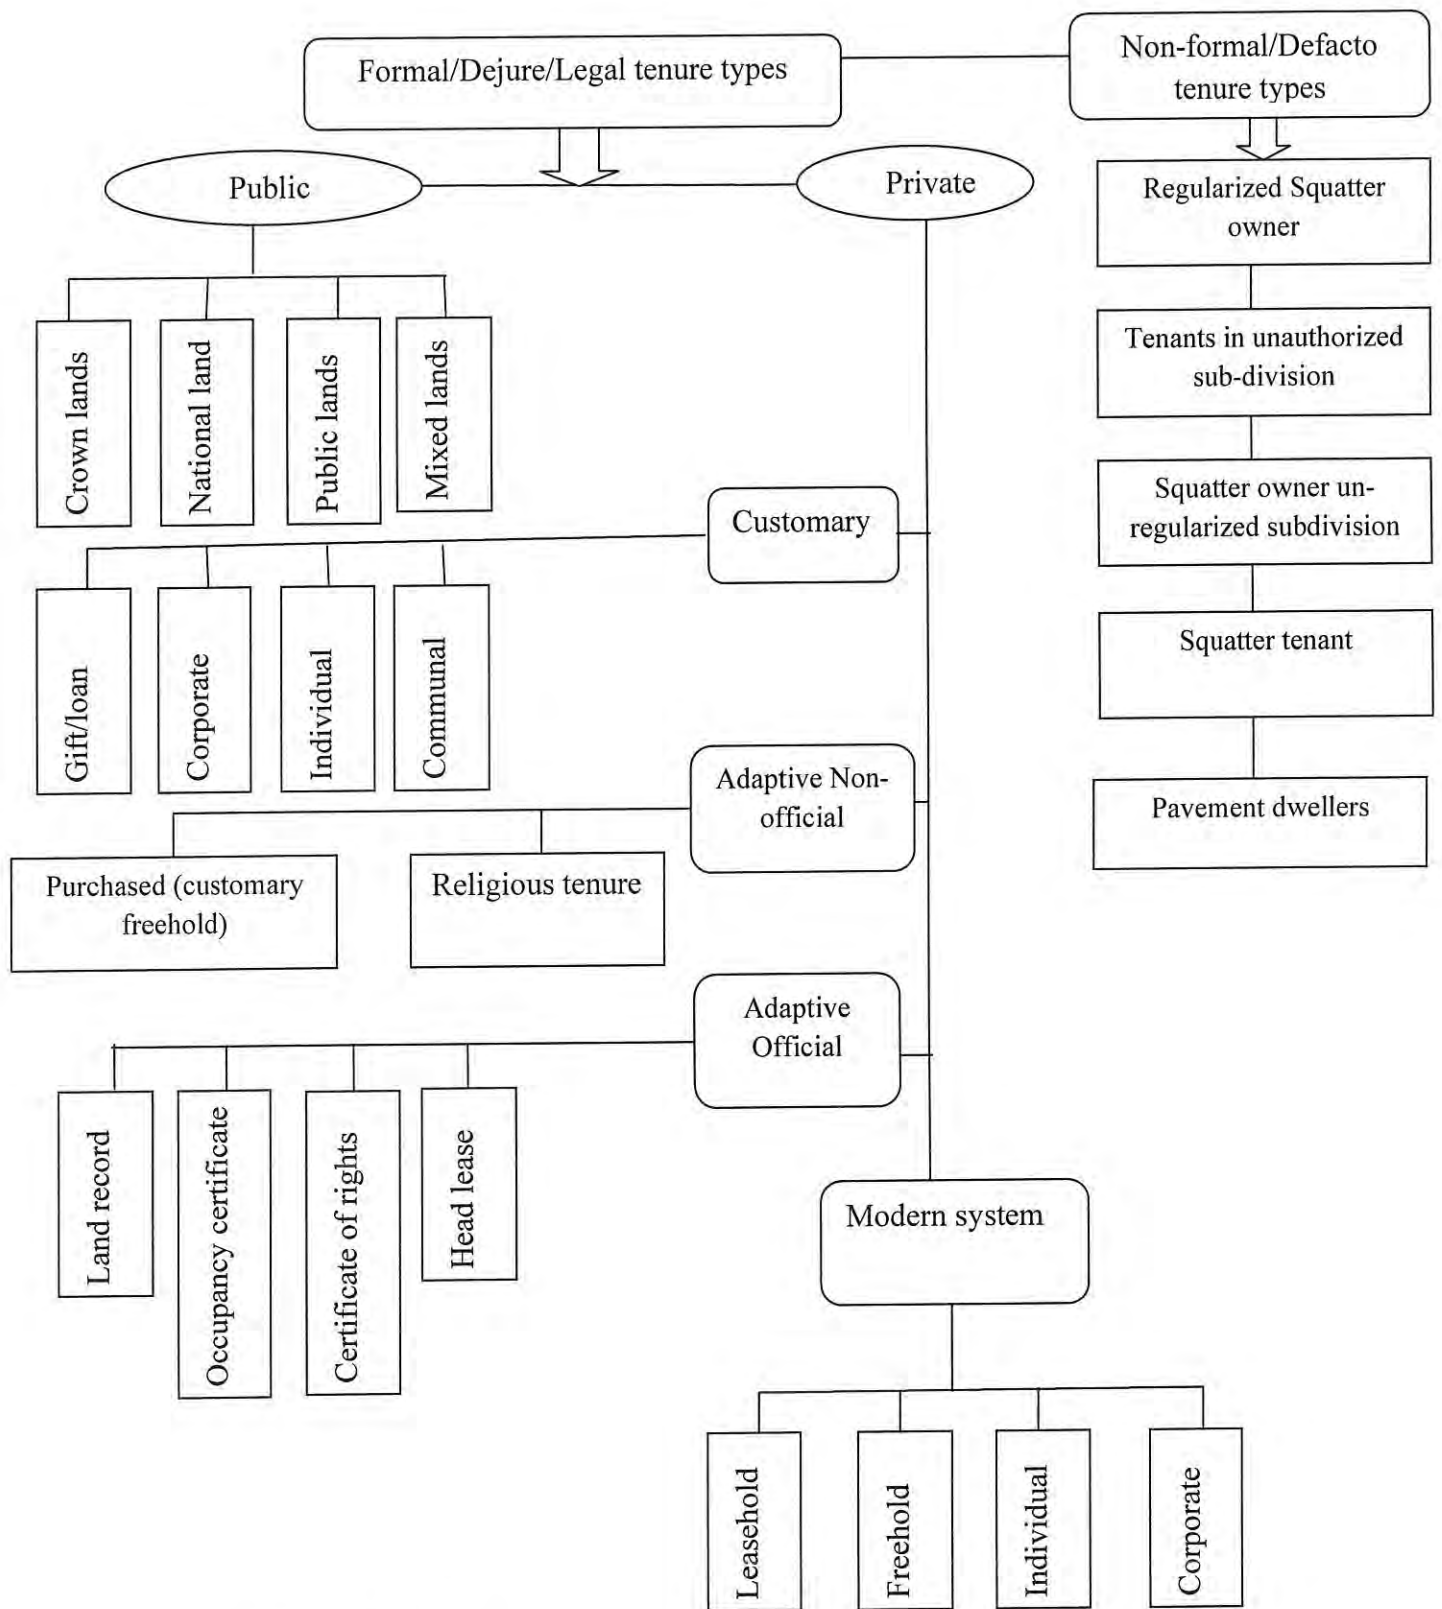 Formal/Dejure/Legal tenure types
Non-formal/Defacto
tenure types
Public
Private
Regularized Squatter
owner
Tenants in unauthorized
sub-division
Squatter owner un-
regularized subdivision
Squatter tenant
Pavement dwellers
Crown lands
National land
Public lands
Mixed lands
Customary
Gift/loan
Corporate
Individual
Communal
Adaptive Non-
official
Purchased (customary
freehold)
Religious tenure
Adaptive
Official
Land record
Occupancy certificate
Certificate of rights
Head lease
Modern system
Leasehold
Freehold
Individual
Corporate